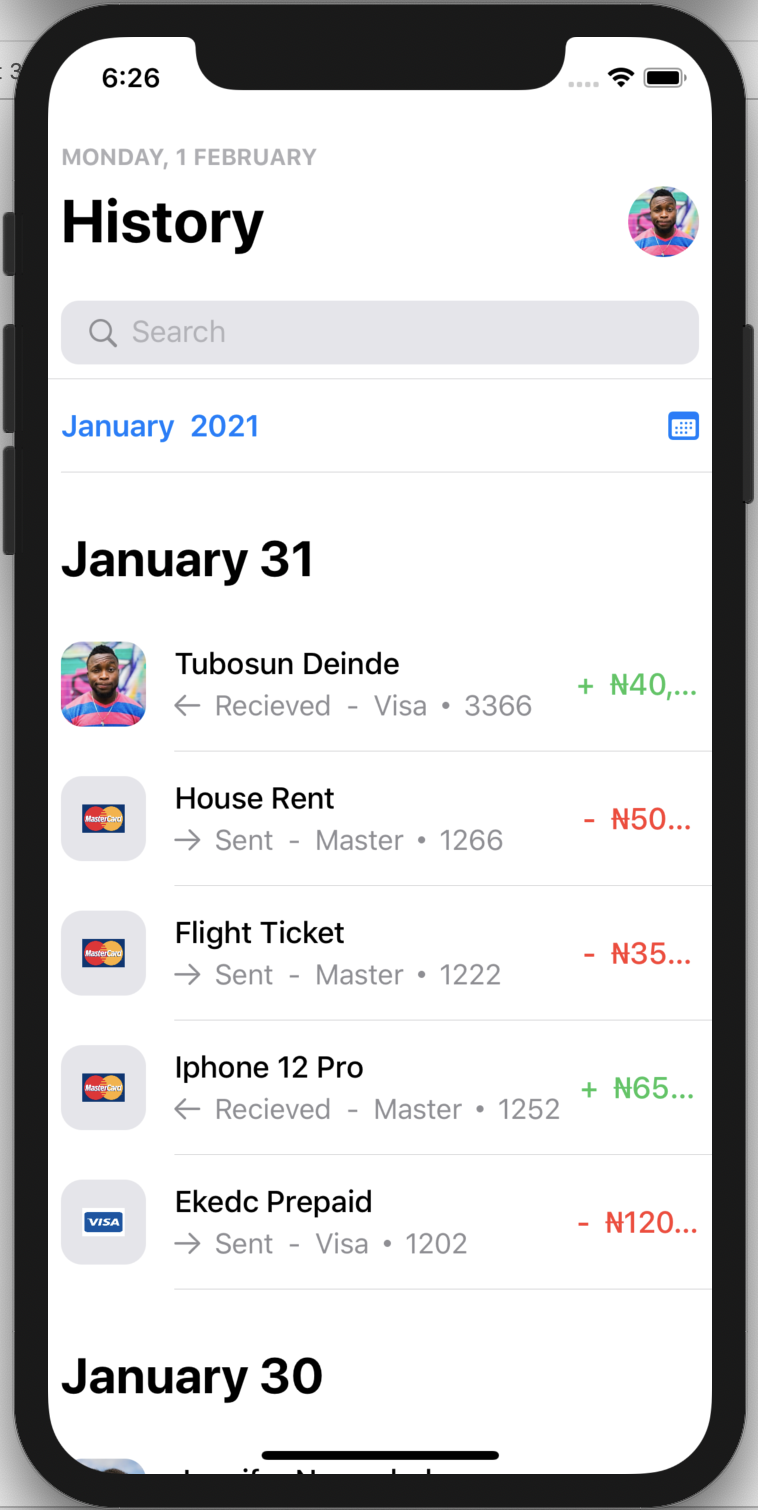 : 3
6:26
MONDAY, 1 FEBRUARY
History
Search
January 2021
January 31
Tubosun Deinde
← Recieved - Visa • 3366
+ ₦40,...
House Rent
MasterCard
→ Sent - Master • 1266
- ₦50...
Flight Ticket
MasterCard
→ Sent - Master • 1222
- ₦35...
Iphone 12 Pro
MasterCard
← Recieved - Master • 1252
+ ₦65...
Ekedc Prepaid
VISA
→ Sent - Visa • 1202
- ₦120...
January 30